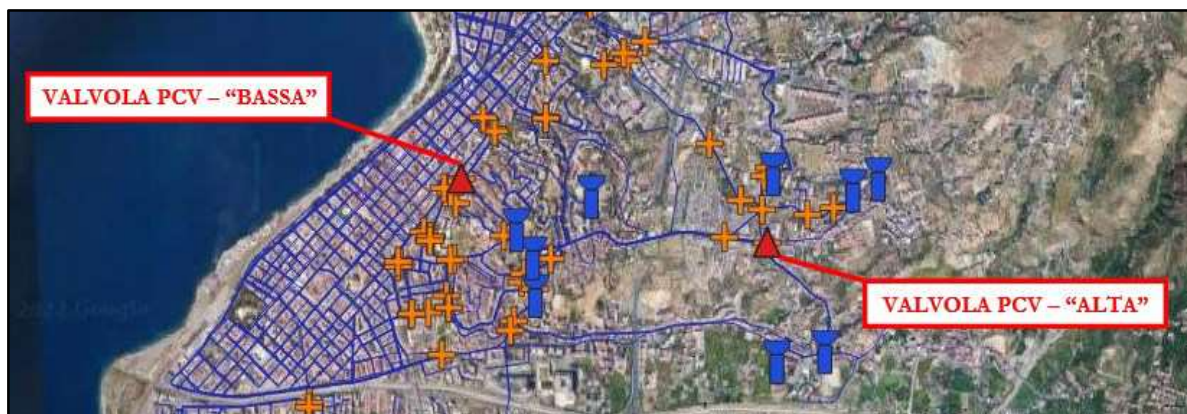 VALVOLA PCV – “BASSA”
VALVOLA PCV – “ALTA”